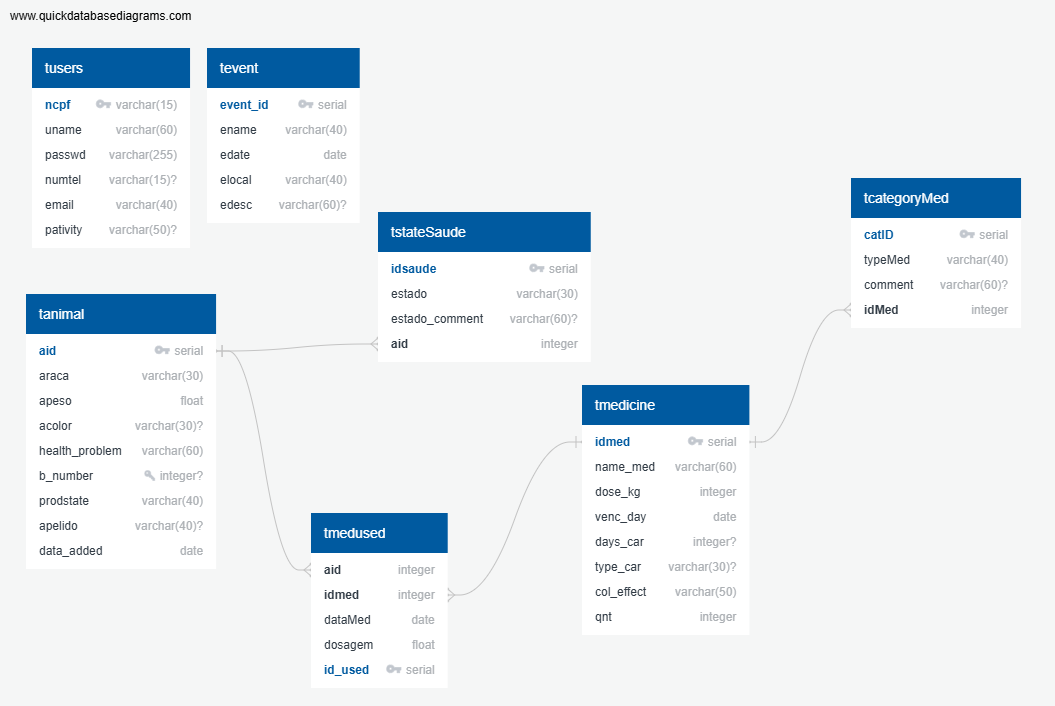 www.quickdatabasediagrams.com
tusers
ncpf varchar(15)
uname varchar(60)
passwd varchar(255)
numtel varchar(15)?
email varchar(40)
pativity varchar(50)?
tevent
event_id serial
ename varchar(40)
edate date
elocal varchar(40)
edesc varchar(60)?
tstateSaude
idsaude serial
estado varchar(30)
estado_comment varchar(60)?
aid integer
tcategoryMed
catID serial
typeMed varchar(40)
comment varchar(60)?
idMed integer
tanimal
aid serial
araca varchar(30)
apeso float
acolor varchar(30)?
health_problem varchar(60)
b_number integer?
prodstate varchar(40)
apelido varchar(40)?
data_added date
tmedicine
idmed serial
name_med varchar(60)
dose_kg integer
venc_day date
days_car integer?
type_car varchar(30)?
col_effect varchar(50)
qnt integer
tmedused
aid integer
idmed integer
dataMed date
dosagem float
id_used serial